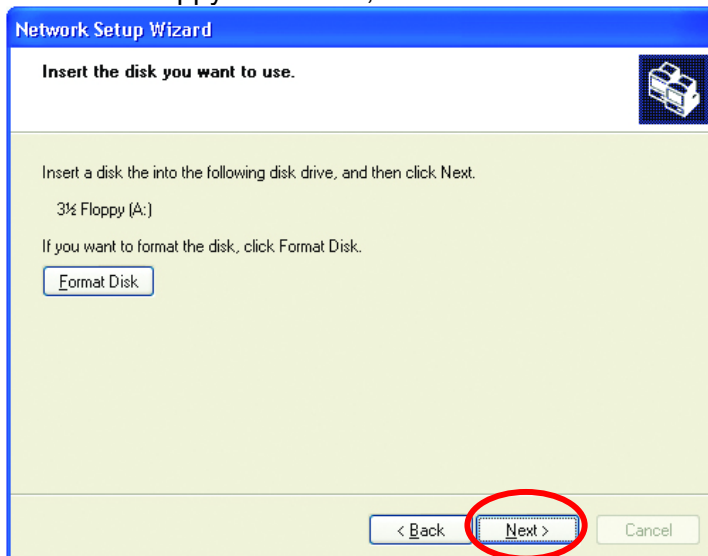 Network Setup Wizard
Insert the disk you want to use.
Insert a disk the into the following disk drive, and then click Next.
3½ Floppy (A:)
If you want to format the disk, click Format Disk.
Format Disk
< Back Next > Cancel